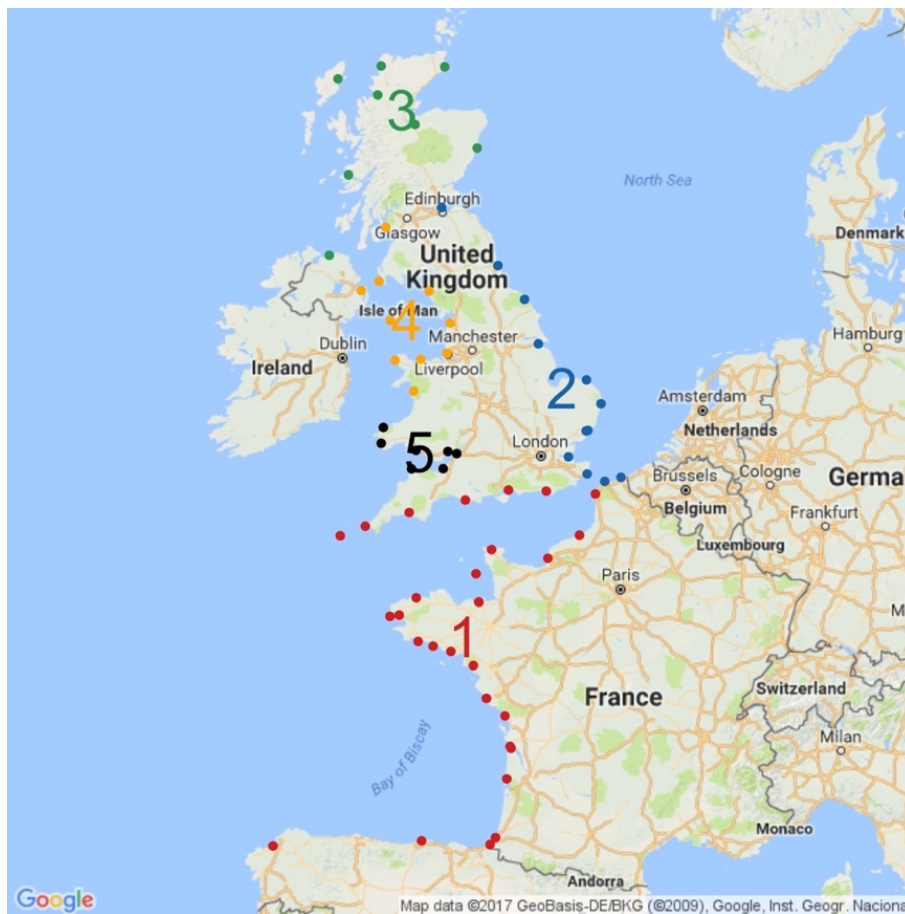 3
North Sea
Edinburgh
Glasgow
Denmark
United
Kingdom
Isle of Man
4
Hamburg
Manchester
Dublin
Liverpool
Ireland
2
Amsterdam
Netherlands
5
London
Brussels
Cologne
Germa
Belgium
Frankfurt
Luxembourg
Paris
M
1
France
Switzerland
Milan
Bay of Biscay
Monaco
Andorra
Google
Map data ©2017 GeoBasis-DE/BKG (©2009), Google, Inst. Geogr. Naciona